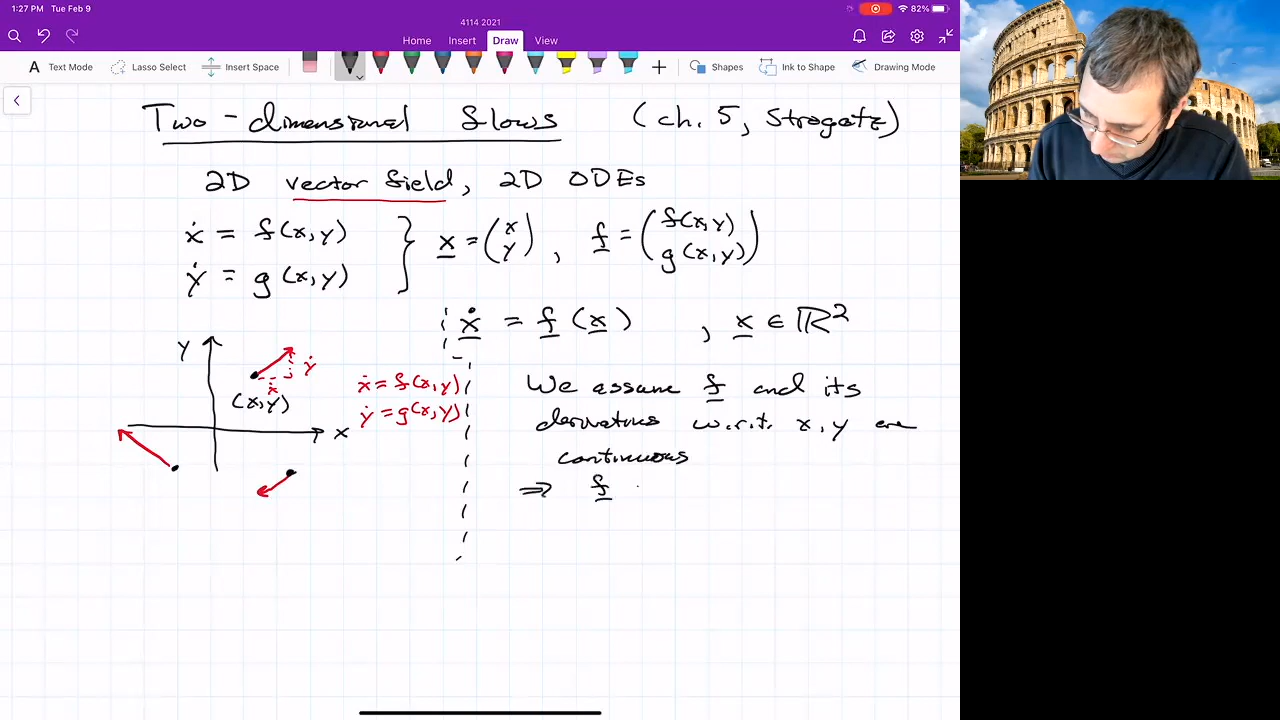 1:27 PM Tue Feb 9
82%
4114 2021
Home Insert Draw View
Text Mode Lasso Select Insert Space Shapes Ink to Shape Drawing Mode
Two-dimensional flows (ch. 5, Strogatz)
2D vector field, 2D ODEs
ẋ = f(x,y)
ẏ = g(x,y)
} x = (x y), f = (f(x,y) g(x,y))
ẋ = f(x), x ∈ ℝ²
y
ẏ
ẋ
(x,y)
x
ẋ = f(x,y)
ẏ = g(x,y)
We assume f and its
derivatives w.r.t. x, y are
continuous
⇒ f